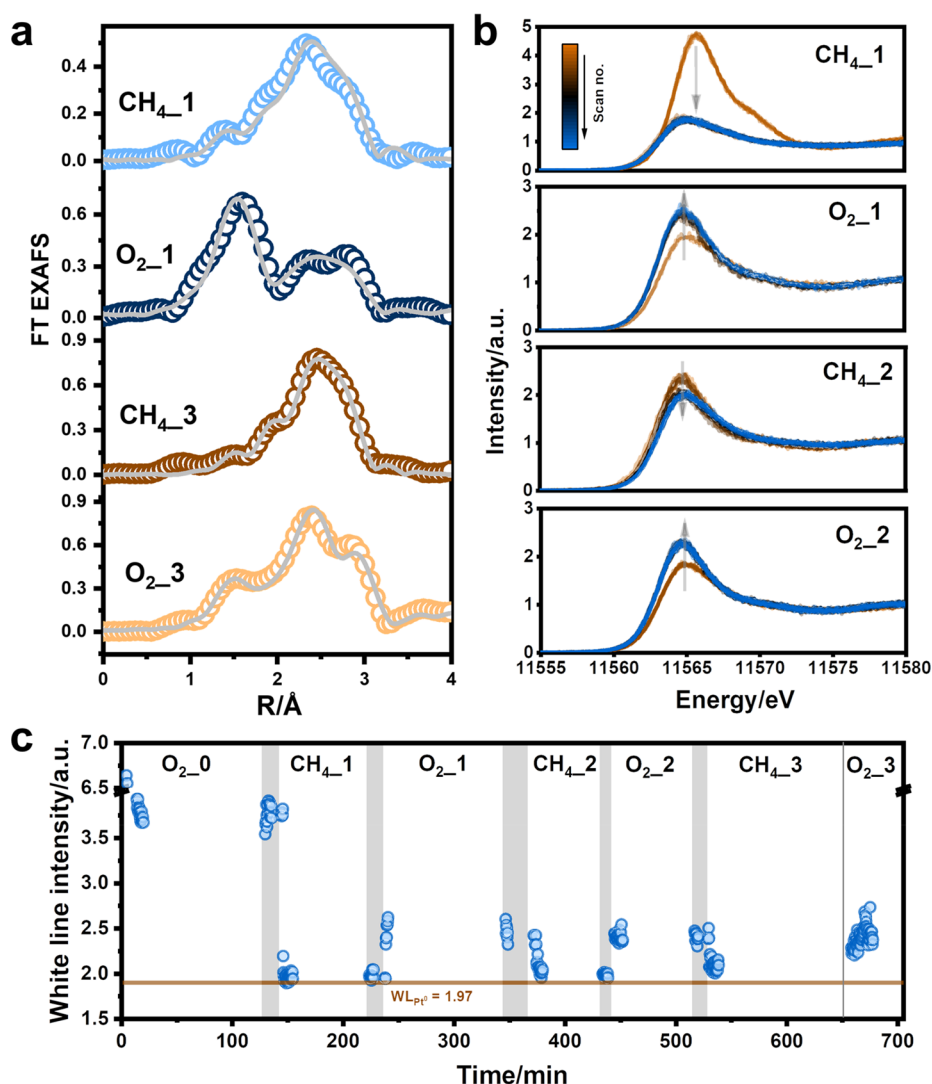 a
CH₄_1
O₂_1
CH₄_3
O₂_3
FT EXAFS
0.4
0.2
0.0
0.6
0.3
0.0
0.9
0.6
0.3
0.0
0.9
0.6
0.3
0.0
0 1 2 3 4
R/Å
b
Scan no.
CH₄_1
O₂_1
CH₄_2
O₂_2
Intensity/a.u.
5
4
3
2
1
0
3
2
1
0
3
2
1
0
3
2
1
0
11555 11560 11565 11570 11575 11580
Energy/eV
c
O₂_0 CH₄_1 O₂_1 CH₄_2 O₂_2 CH₄_3 O₂_3
White line intensity/a.u.
7.0
6.5
3.5
3.0
2.5
2.0
1.5
WL_Pt⁰ = 1.97
0 100 200 300 400 500 600 700
Time/min